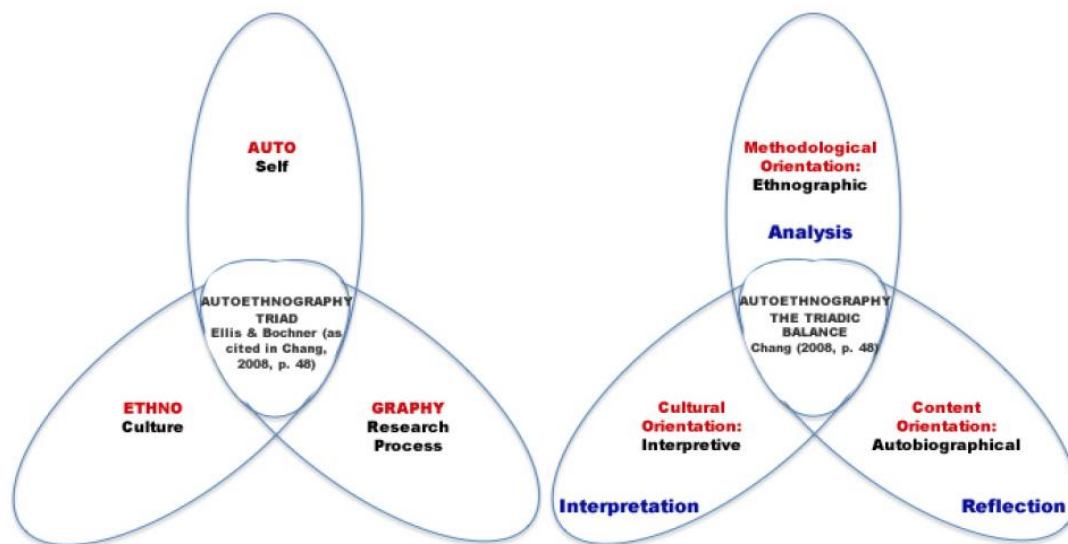 AUTO
Self
AUTOETHNOGRAPHY
TRIAD
Ellis & Bochner (as
cited in Chang,
2008, p. 48)
ETHNO
Culture
GRAPHY
Research
Process
Methodological
Orientation:
Ethnographic
Analysis
AUTOETHNOGRAPHY
THE TRIADIC
BALANCE
Chang (2008, p. 48)
Cultural
Orientation:
Interpretive
Interpretation
Content
Orientation:
Autobiographical
Reflection